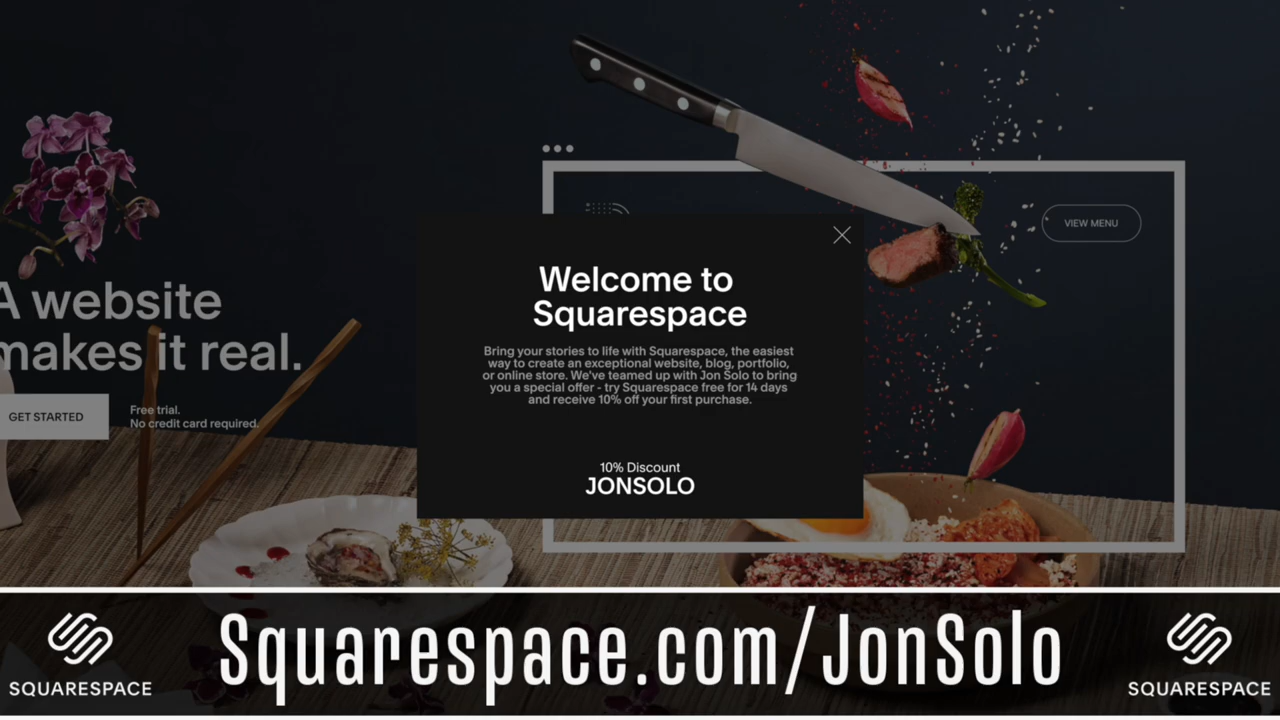 VIEW MENU
A website
makes it real.
GET STARTED
Free trial.
No credit card required.
Welcome to
Squarespace
Bring your stories to life with Squarespace, the easiest
way to create an exceptional website, blog, portfolio,
or online store. We've teamed up with Jon Solo to bring
you a special offer - try Squarespace free for 14 days
and receive 10% off your first purchase.
10% Discount
JONSOLO
SQUARESPACE
Squarespace.com/JonSolo
SQUARESPACE